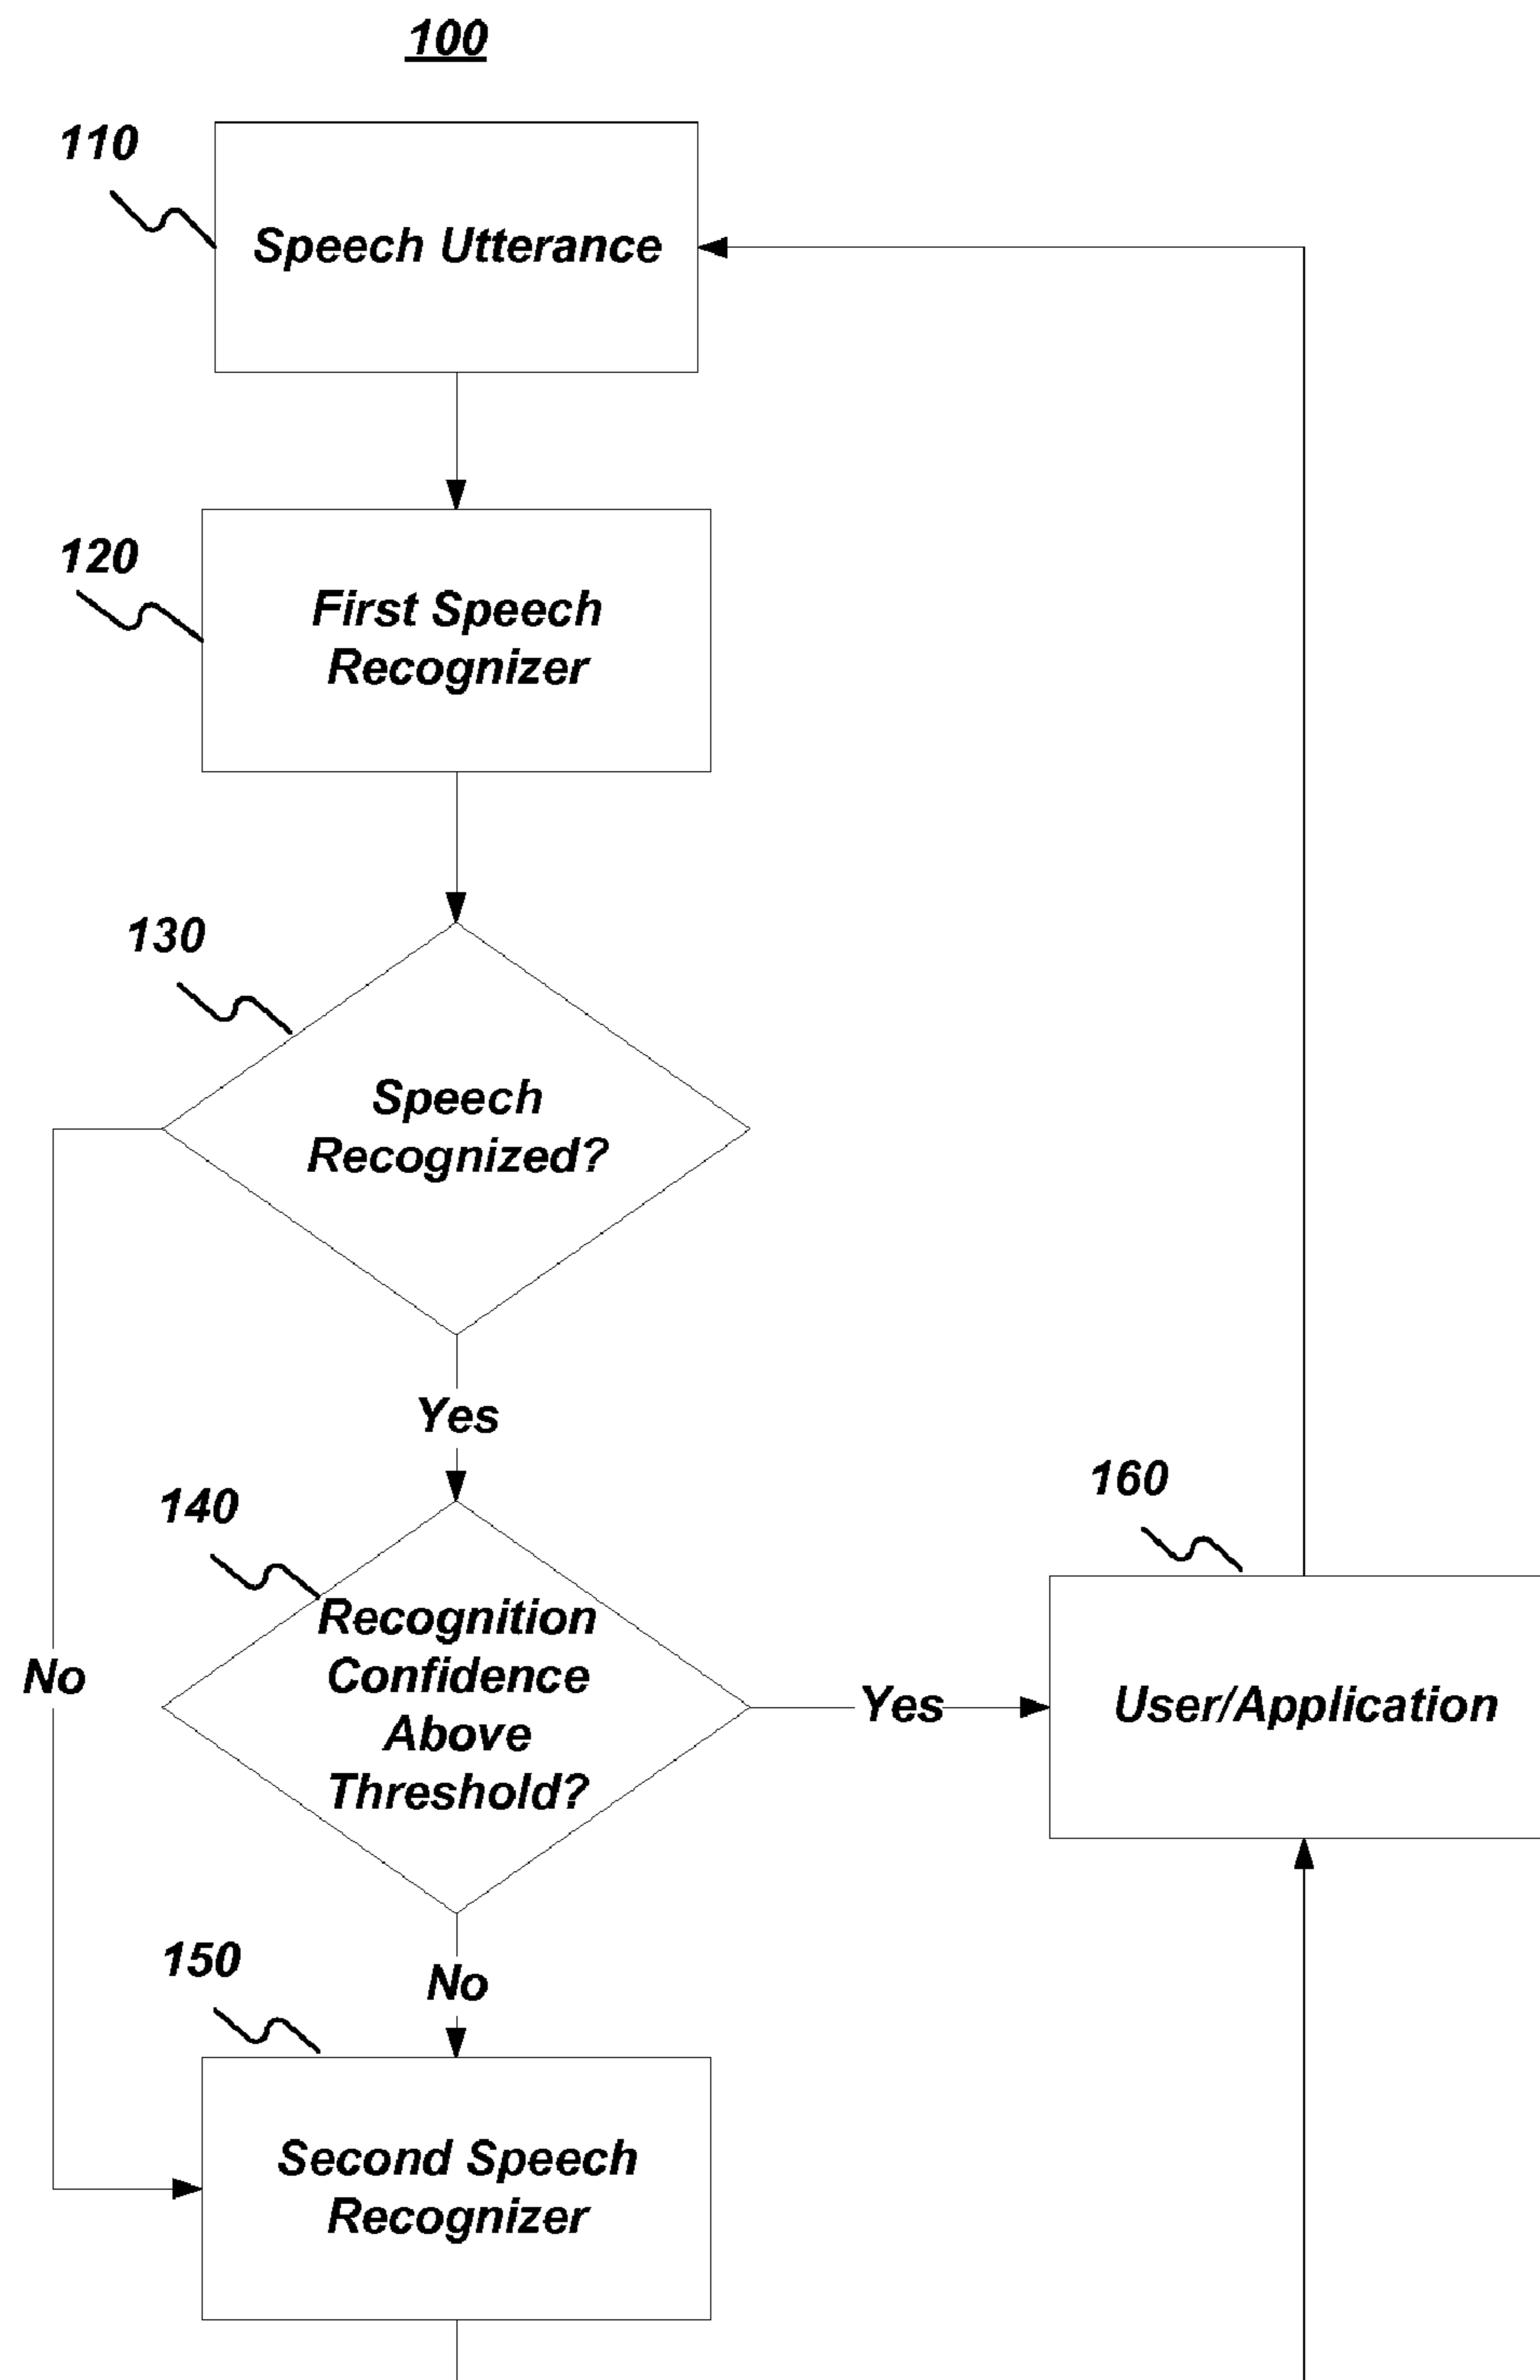 100
110
Speech Utterance
120
First Speech
Recognizer
130
Speech
Recognized?
Yes
140
160
Recognition
Confidence
Above
Threshold?
No
Yes
User/Application
150
No
Second Speech
Recognizer